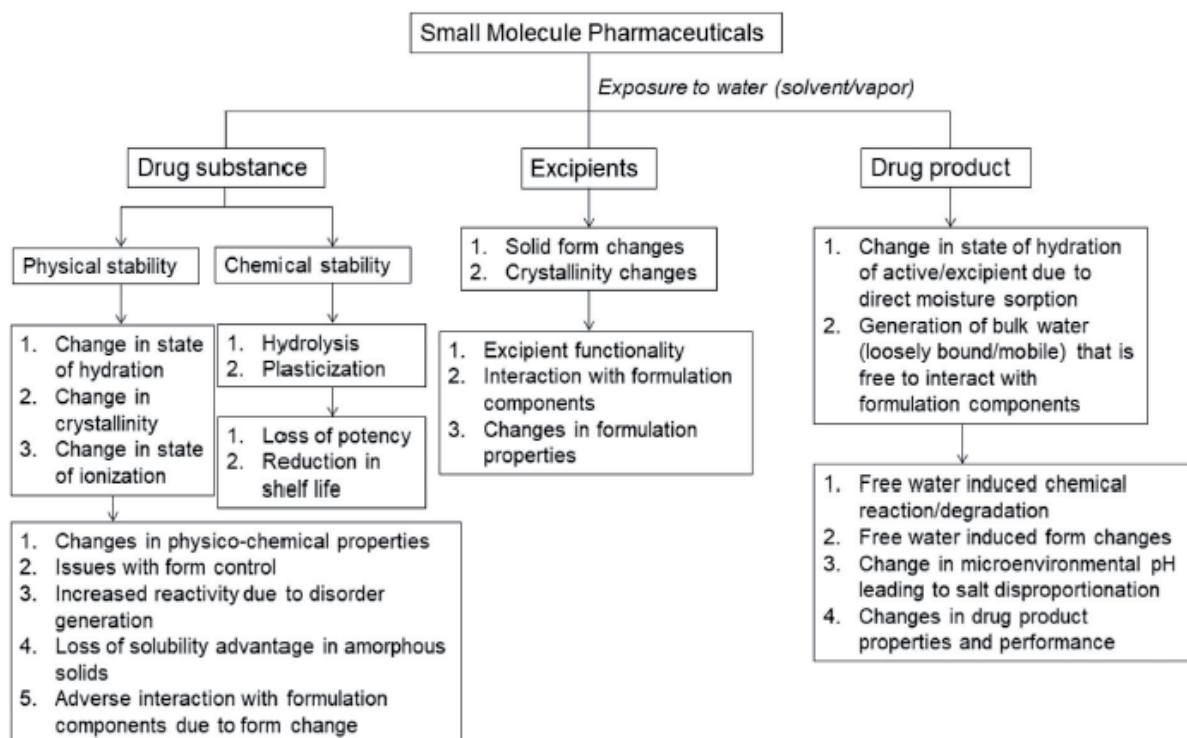 Small Molecule Pharmaceuticals
Exposure to water (solvent/vapor)
Drug substance
Physical stability
1. Change in state
of hydration
2. Change in
crystallinity
3. Change in state
of ionization
1. Changes in physico-chemical properties
2. Issues with form control
3. Increased reactivity due to disorder
generation
4. Loss of solubility advantage in amorphous
solids
5. Adverse interaction with formulation
components due to form change
Chemical stability
1. Hydrolysis
2. Plasticization
1. Loss of potency
2. Reduction in
shelf life
Excipients
1. Solid form changes
2. Crystallinity changes
1. Excipient functionality
2. Interaction with formulation
components
3. Changes in formulation
properties
Drug product
1. Change in state of hydration
of active/excipient due to
direct moisture sorption
2. Generation of bulk water
(loosely bound/mobile) that is
free to interact with
formulation components
1. Free water induced chemical
reaction/degradation
2. Free water induced form changes
3. Change in microenvironmental pH
leading to salt disproportionation
4. Changes in drug product
properties and performance